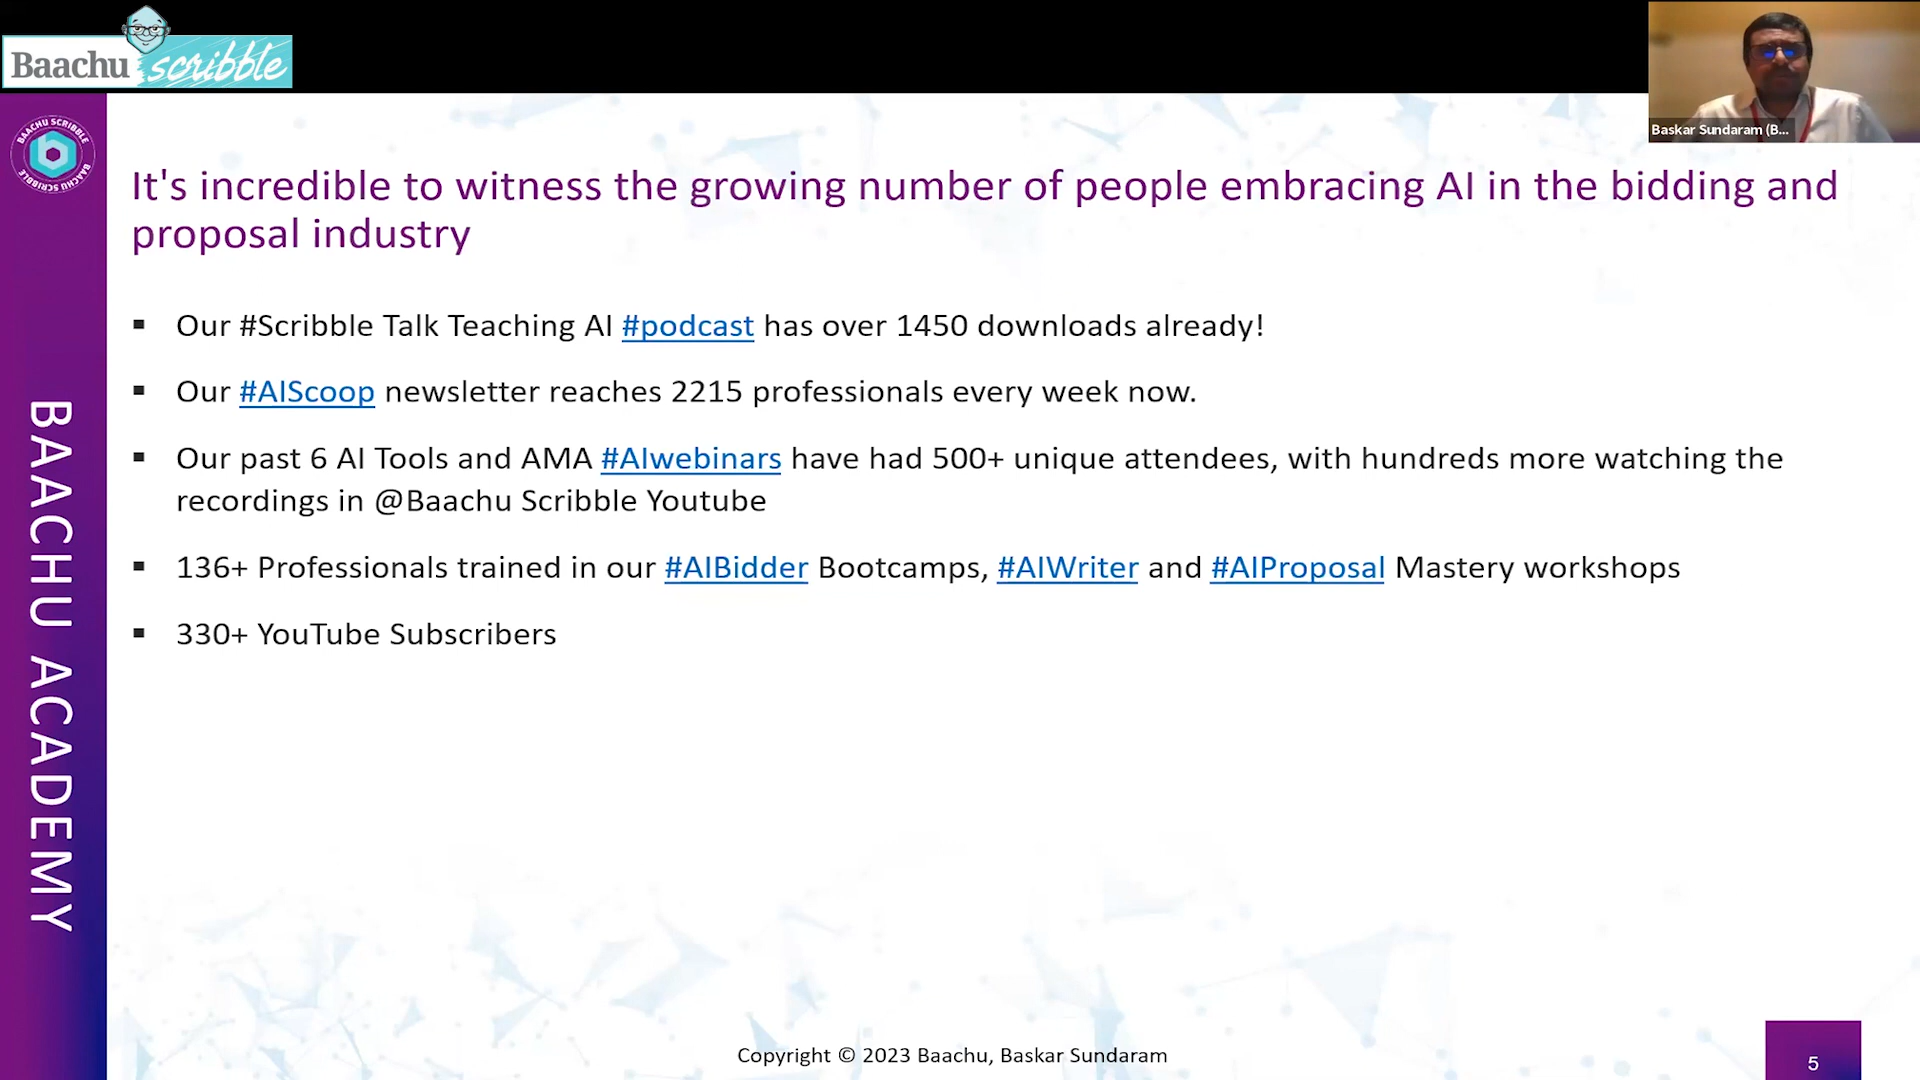 Baachu scribble
Baskar Sundaram (B...
BAACHU SCRIBBLE
BAACHU SCRIBBLE
BAACHU ACADEMY
It's incredible to witness the growing number of people embracing AI in the bidding and
proposal industry
▪ Our #Scribble Talk Teaching AI #podcast has over 1450 downloads already!
▪ Our #AIScoop newsletter reaches 2215 professionals every week now.
▪ Our past 6 AI Tools and AMA #AIwebinars have had 500+ unique attendees, with hundreds more watching the
recordings in @Baachu Scribble Youtube
▪ 136+ Professionals trained in our #AIBidder Bootcamps, #AIWriter and #AIProposal Mastery workshops
▪ 330+ YouTube Subscribers
Copyright © 2023 Baachu, Baskar Sundaram
5